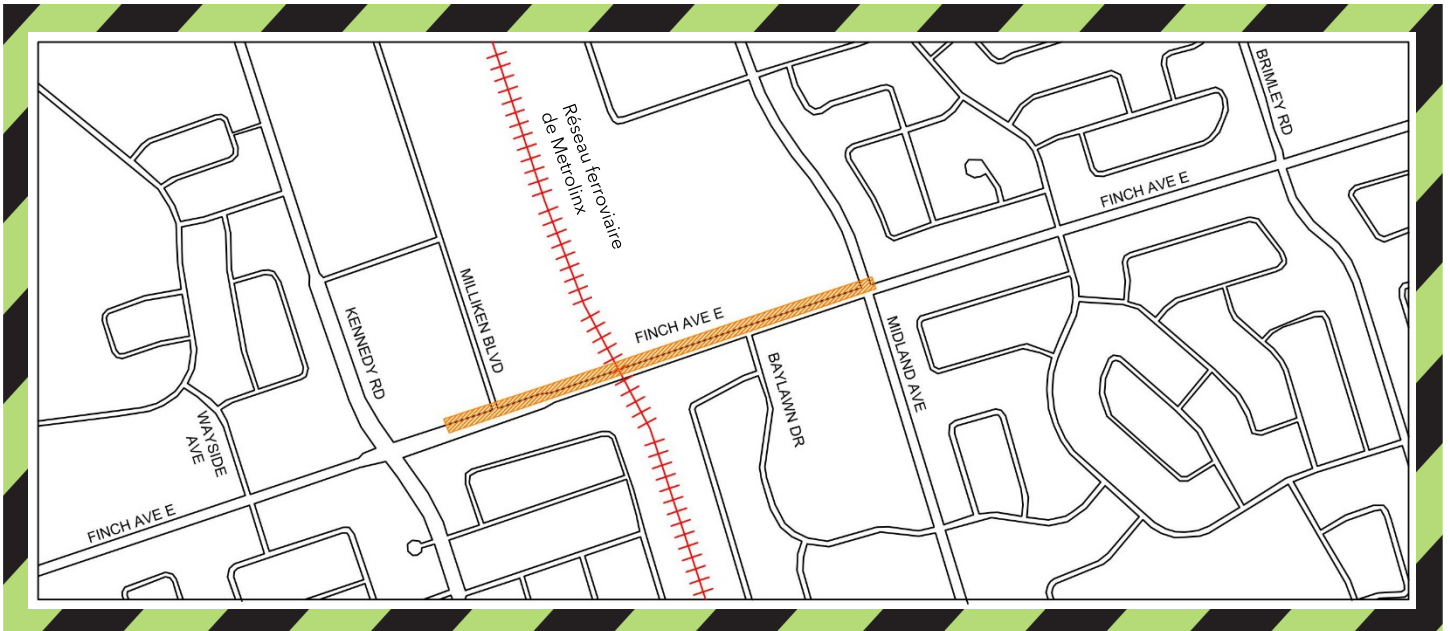 BRIMLEY RD
Réseau ferroviaire
de Metrolinx
FINCH AVE E
MILLIKEN BLVD
KENNEDY RD
FINCH AVE E
MIDLAND AVE
BAYLAWN DR
WAYSIDE
AVE
FINCH AVE E